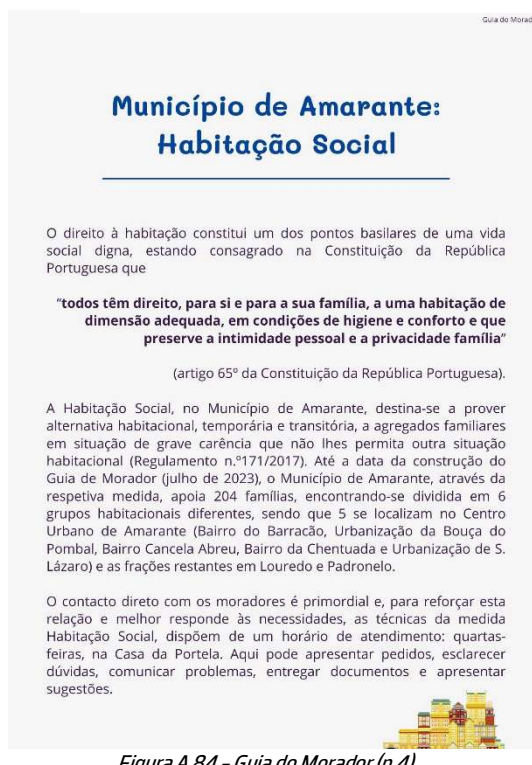 Guia do Morad
Município de Amarante:
Habitação Social
O direito à habitação constitui um dos pontos basilares de uma vida
social digna, estando consagrado na Constituição da República
Portuguesa que
"todos têm direito, para si e para a sua família, a uma habitação de
dimensão adequada, em condições de higiene e conforto e que
preserve a intimidade pessoal e a privacidade família"
(artigo 65º da Constituição da República Portuguesa).
A Habitação Social, no Município de Amarante, destina-se a prover
alternativa habitacional, temporária e transitória, a agregados familiares
em situação de grave carência que não lhes permita outra situação
habitacional (Regulamento n.º171/2017). Até a data da construção do
Guia de Morador (julho de 2023), o Município de Amarante, através da
respetiva medida, apoia 204 famílias, encontrando-se dividida em 6
grupos habitacionais diferentes, sendo que 5 se localizam no Centro
Urbano de Amarante (Bairro do Barracão, Urbanização da Bouça do
Pombal, Bairro Cancela Abreu, Bairro da Chentuada e Urbanização de S.
Lázaro) e as frações restantes em Louredo e Padronelo.
O contacto direto com os moradores é primordial e, para reforçar esta
relação e melhor responde às necessidades, as técnicas da medida
Habitação Social, dispõem de um horário de atendimento: quartas-
feiras, na Casa da Portela. Aqui pode apresentar pedidos, esclarecer
dúvidas, comunicar problemas, entregar documentos e apresentar
sugestões.
Figura A 84 – Guia do Morador (p.4)